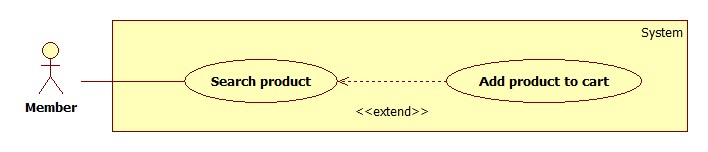 System
Search product
Add product to cart
Member
<<extend>>